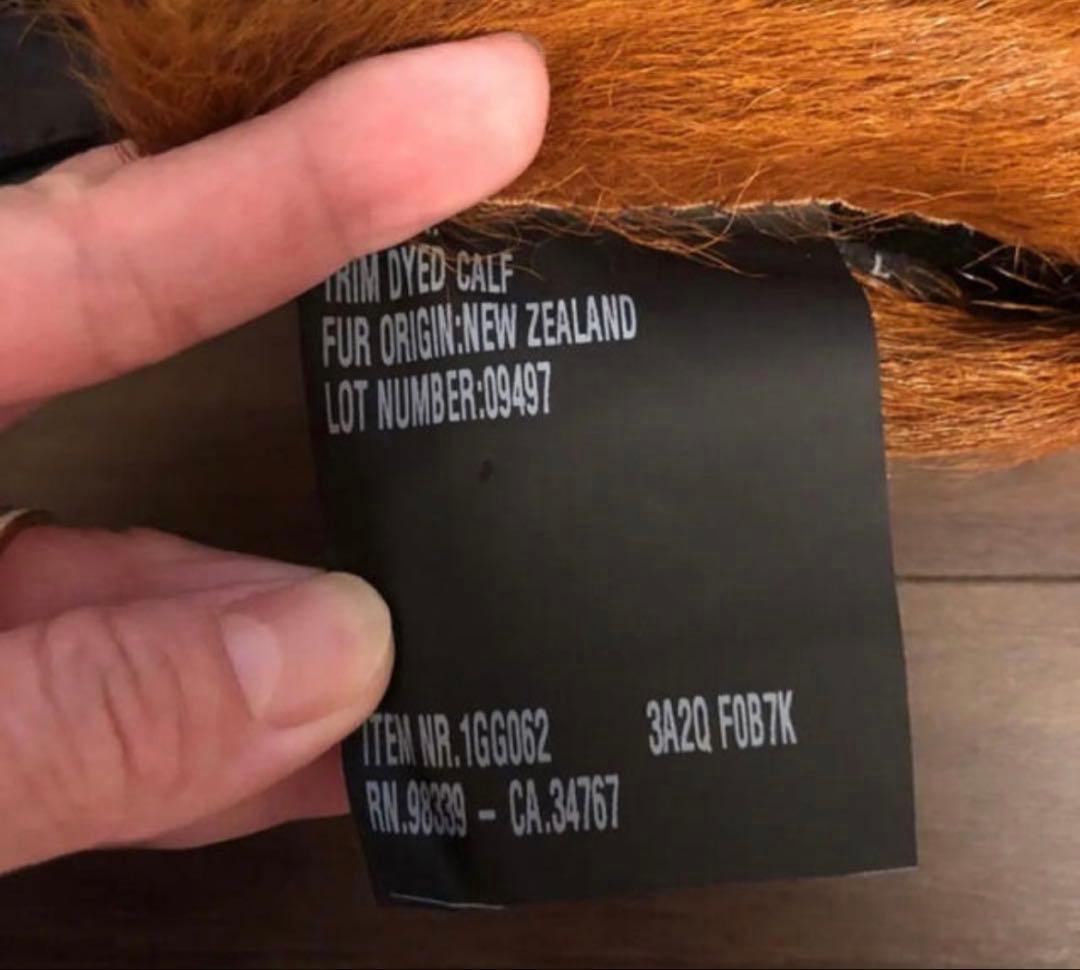 TRIM DYED CALF
FUR ORIGIN:NEW ZEALAND
LOT NUMBER:09497
ITEM NR.1GG062 3A2Q F0B7K
RN.98339 - CA.34767